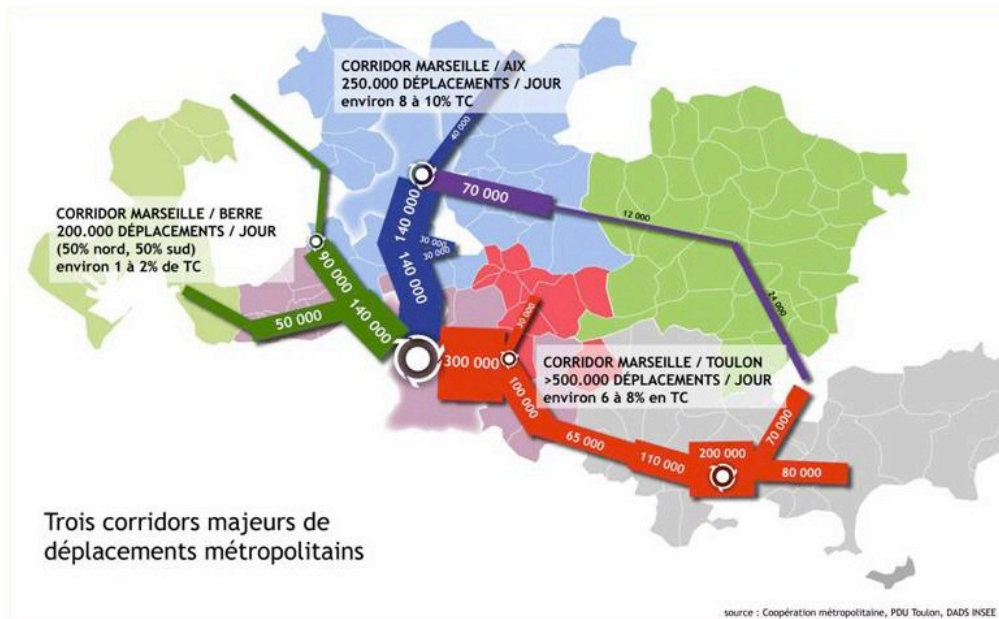 CORRIDOR MARSEILLE / AIX
250.000 DÉPLACEMENTS / JOUR
environ 8 à 10% TC
40 000
140 000
70 000
12 000
CORRIDOR MARSEILLE / BERRE
200.000 DÉPLACEMENTS / JOUR
(50% nord, 50% sud)
environ 1 à 2% de TC
30 000
30 000
90 000
140 000
24 000
50 000
140 000
30 000
300 000
CORRIDOR MARSEILLE / TOULON
>500.000 DÉPLACEMENTS / JOUR
environ 6 à 8% en TC
100 000
65 000
70 000
110 000
200 000
80 000
Trois corridors majeurs de
déplacements métropolitains
source : Coopération métropolitaine, PDU Toulon, DADS INSEE